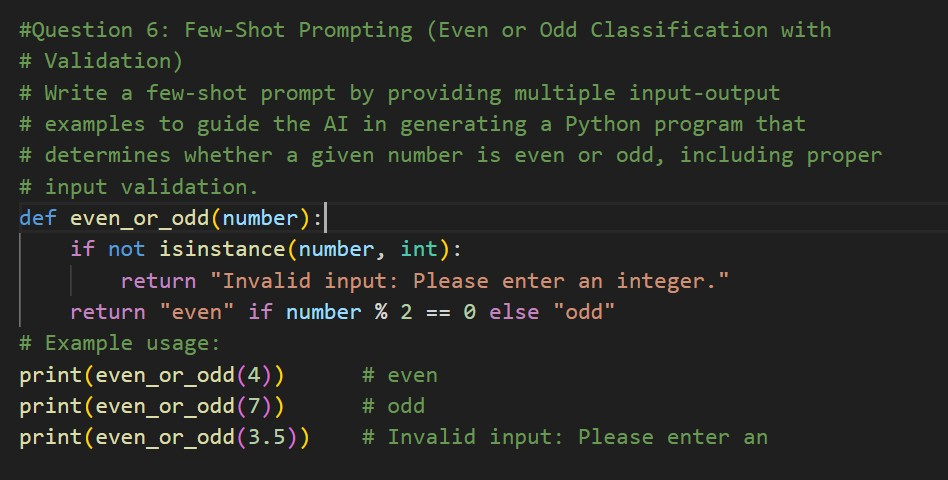 #Question 6: Few-Shot Prompting (Even or Odd Classification with
# Validation)
# Write a few-shot prompt by providing multiple input-output
# examples to guide the AI in generating a Python program that
# determines whether a given number is even or odd, including proper
# input validation.
def even_or_odd(number):
    if not isinstance(number, int):
        return "Invalid input: Please enter an integer."
    return "even" if number % 2 == 0 else "odd"
# Example usage:
print(even_or_odd(4))      # even
print(even_or_odd(7))      # odd
print(even_or_odd(3.5))    # Invalid input: Please enter an